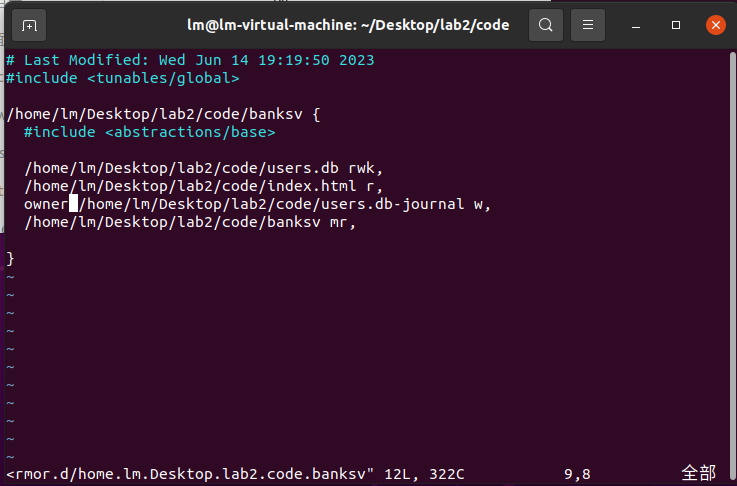 lm@lm-virtual-machine: ~/Desktop/lab2/code
# Last Modified: Wed Jun 14 19:19:50 2023
#include <tunables/global>
/home/lm/Desktop/lab2/code/banksv {
#include <abstractions/base>
/home/lm/Desktop/lab2/code/users.db rwk,
/home/lm/Desktop/lab2/code/index.html r,
owner /home/lm/Desktop/lab2/code/users.db-journal w,
/home/lm/Desktop/lab2/code/banksv mr,
}
~
~
~
~
~
~
~
~
~
~
~
<rmor.d/home.lm.Desktop.lab2.code.banksv" 12L, 322C 9,8 全部